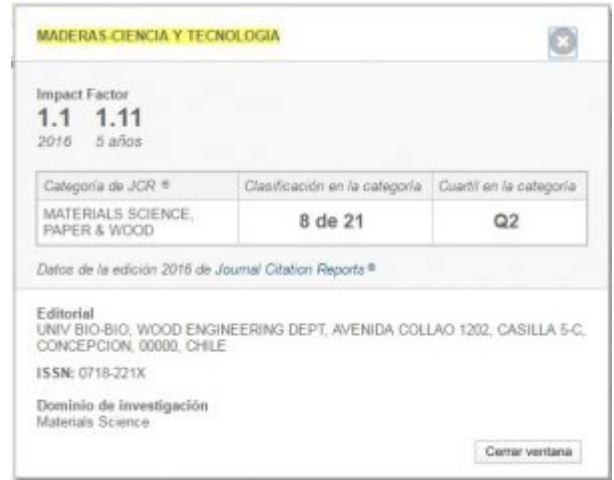 MADERAS-CIENCIA Y TECNOLOGIA
Impact Factor
1.1 1.11
2016 5 años
Categoría de JCR ® Clasificación en la categoría Cuartil en la categoría
MATERIALS SCIENCE,
PAPER & WOOD
8 de 21 Q2
Datos de la edición 2016 de Journal Citation Reports ®
Editorial
UNIV BIO-BIO, WOOD ENGINEERING DEPT, AVENIDA COLLAO 1202, CASILLA 5-C,
CONCEPCION, 00000, CHILE
ISSN: 0718-221X
Dominio de investigación
Materials Science
Cerrar ventana